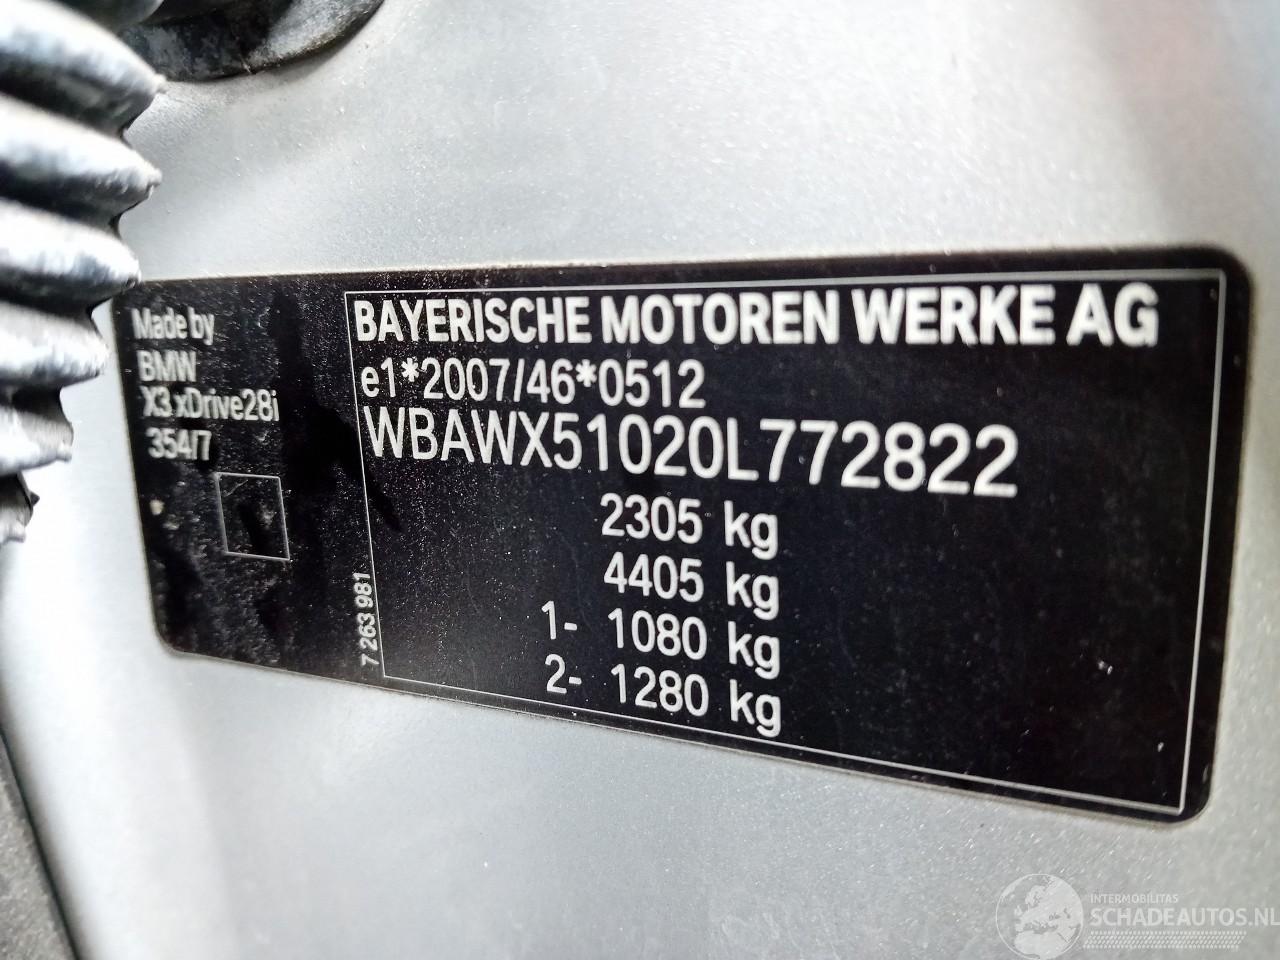 Made by
BMW
X3 xDrive28i
354/7
7 263 981
BAYERISCHE MOTOREN WERKE AG
e1*2007/46*0512
WBAWX51020L772822
2305 kg
4405 kg
1- 1080 kg
2- 1280 kg
INTERMOBILITAS
SCHADEAUTOS.NL